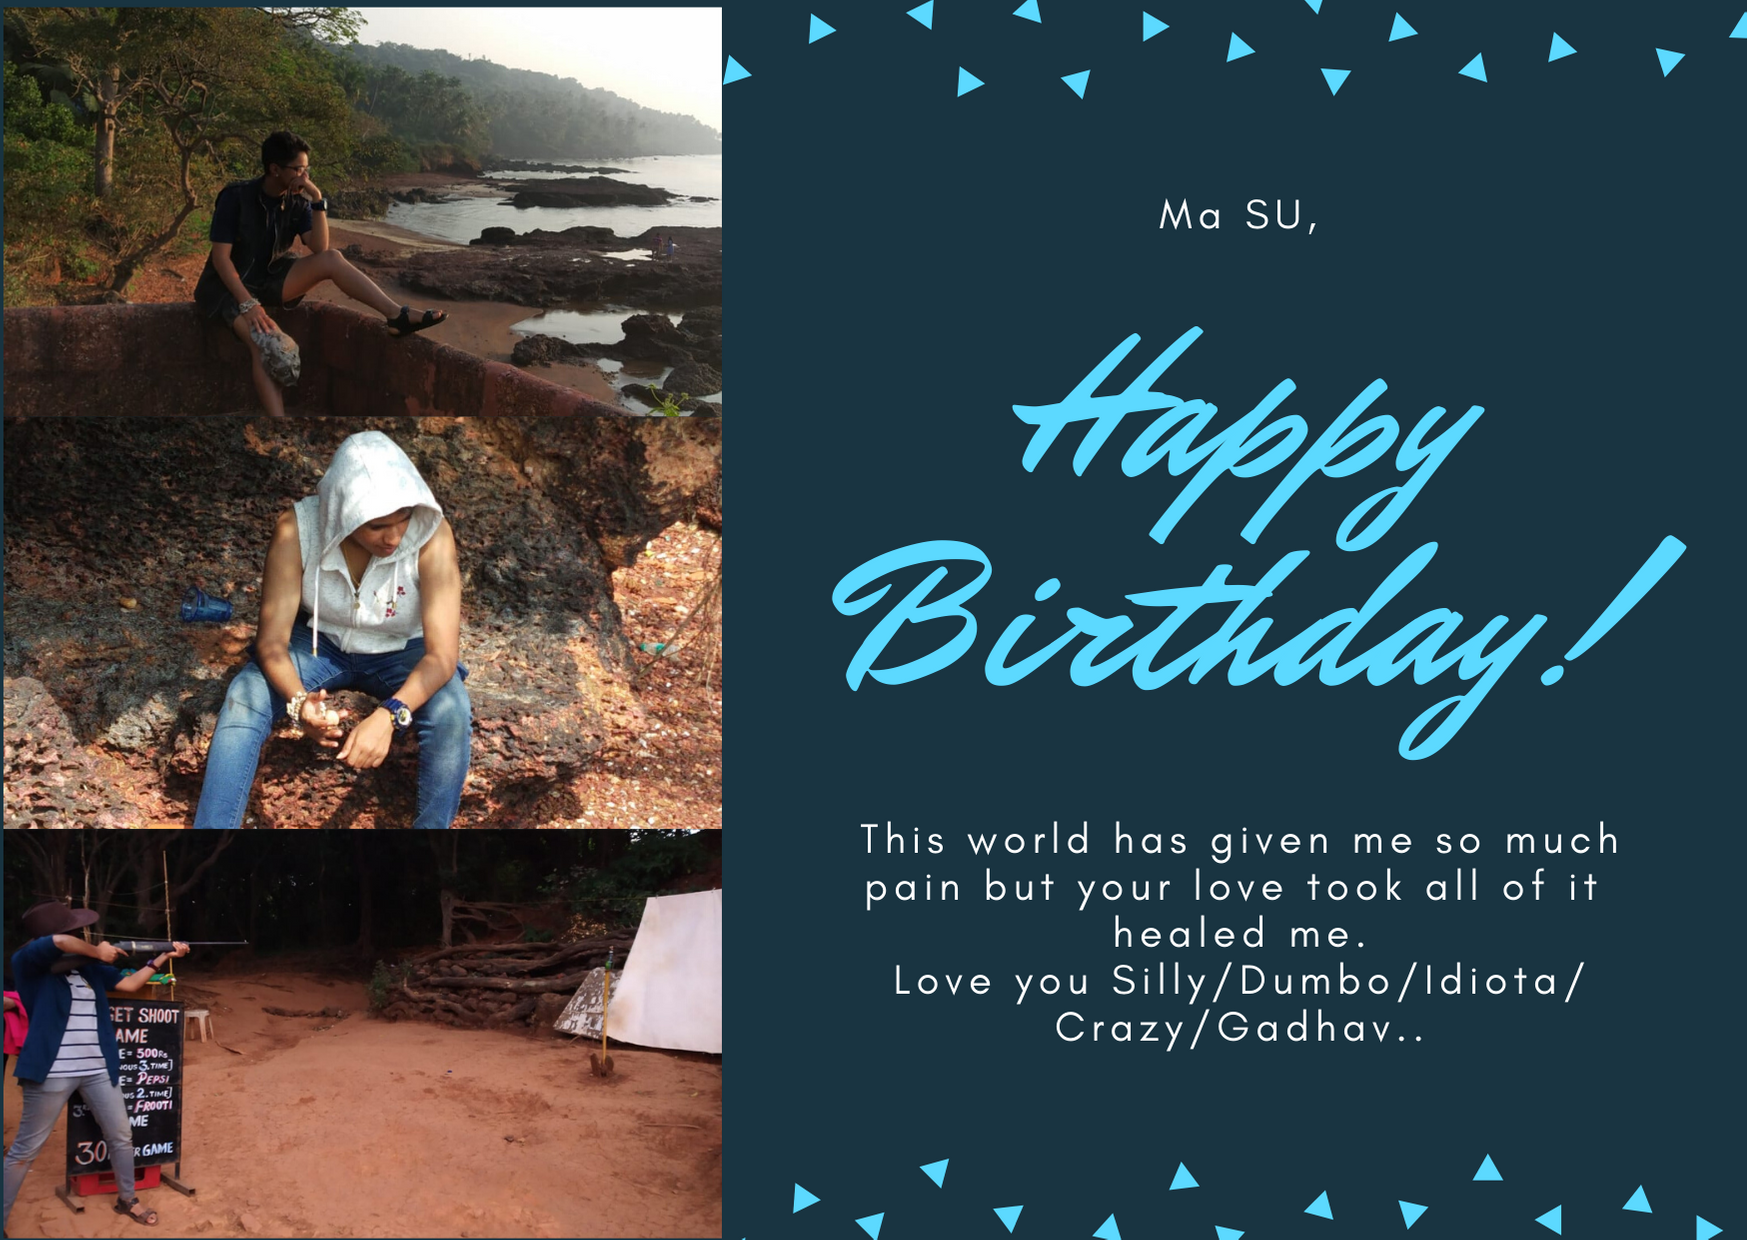 Ma SU,
Happy
Birthday!
This world has given me so much
pain but your love took all of it
healed me.
Love you Silly/Dumbo/Idiota/
Crazy/Gadhav..
GET SHOOT
AME
E= 500Rs
3.TIME]
E= PEPSI
2.TIME]
= FROOTI
ME
30 R GAME